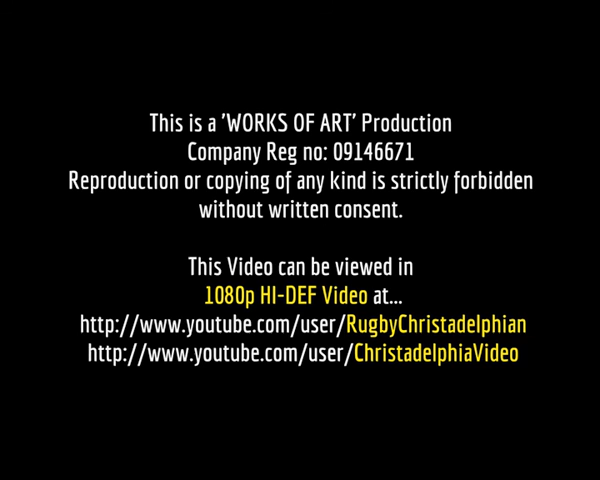 This is a 'WORKS OF ART' Production
Company Reg no: 09146671
Reproduction or copying of any kind is strictly forbidden
without written consent.
This Video can be viewed in
1080p HI-DEF Video at...
http://www.youtube.com/user/RugbyChristadelphian
http://www.youtube.com/user/ChristadelphiaVideo